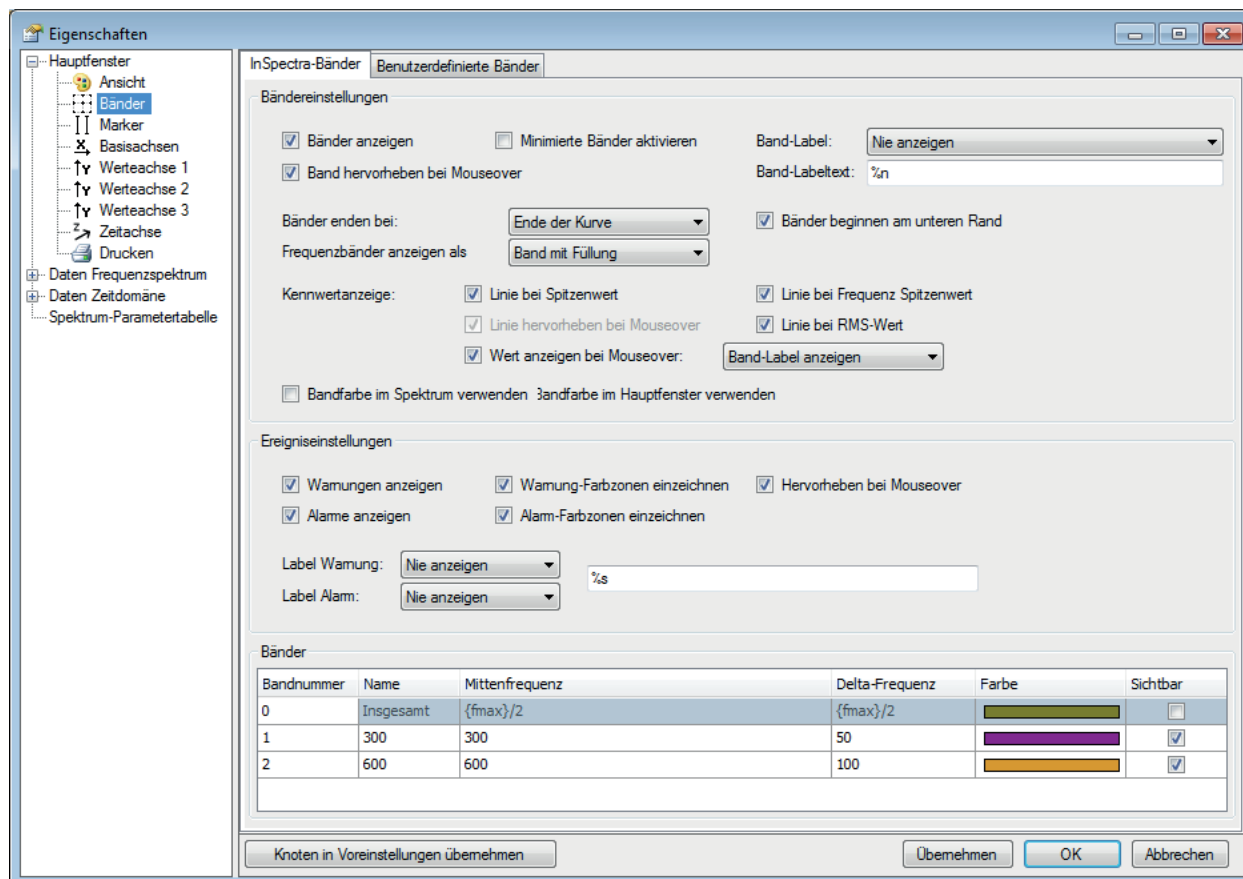 Eigenschaften
Hauptfenster
Ansicht
Bänder
Marker
Basisachsen
Werteachse 1
Werteachse 2
Werteachse 3
Zeitachse
Drucken
Daten Frequenzspektrum
Daten Zeitdomäne
Spektrum-Parametertabelle
InSpectra-Bänder Benutzerdefinierte Bänder
Bändereinstellungen
Bänder anzeigen Minimierte Bänder aktivieren Band-Label: Nie anzeigen
Band hervorheben bei Mouseover Band-Labeltext: %n
Bänder enden bei: Ende der Kurve Bänder beginnen am unteren Rand
Frequenzbänder anzeigen als Band mit Füllung
Kennwertanzeige: Linie bei Spitzenwert Linie bei Frequenz Spitzenwert
Linie hervorheben bei Mouseover Linie bei RMS-Wert
Wert anzeigen bei Mouseover: Band-Label anzeigen
Bandfarbe im Spektrum verwenden andfarbe im Hauptfenster verwenden
Ereigniseinstellungen
Warnungen anzeigen Warnung-Farbzonen einzeichnen Hervorheben bei Mouseover
Alarme anzeigen Alarm-Farbzonen einzeichnen
Label Warnung: Nie anzeigen %s
Label Alarm: Nie anzeigen
Bänder
Bandnummer Name Mittenfrequenz Delta-Frequenz Farbe Sichtbar
0 Insgesamt {fmax}/2 {fmax}/2
1 300 300 50
2 600 600 100
Knoten in Voreinstellungen übernehmen Übernehmen OK Abbrechen